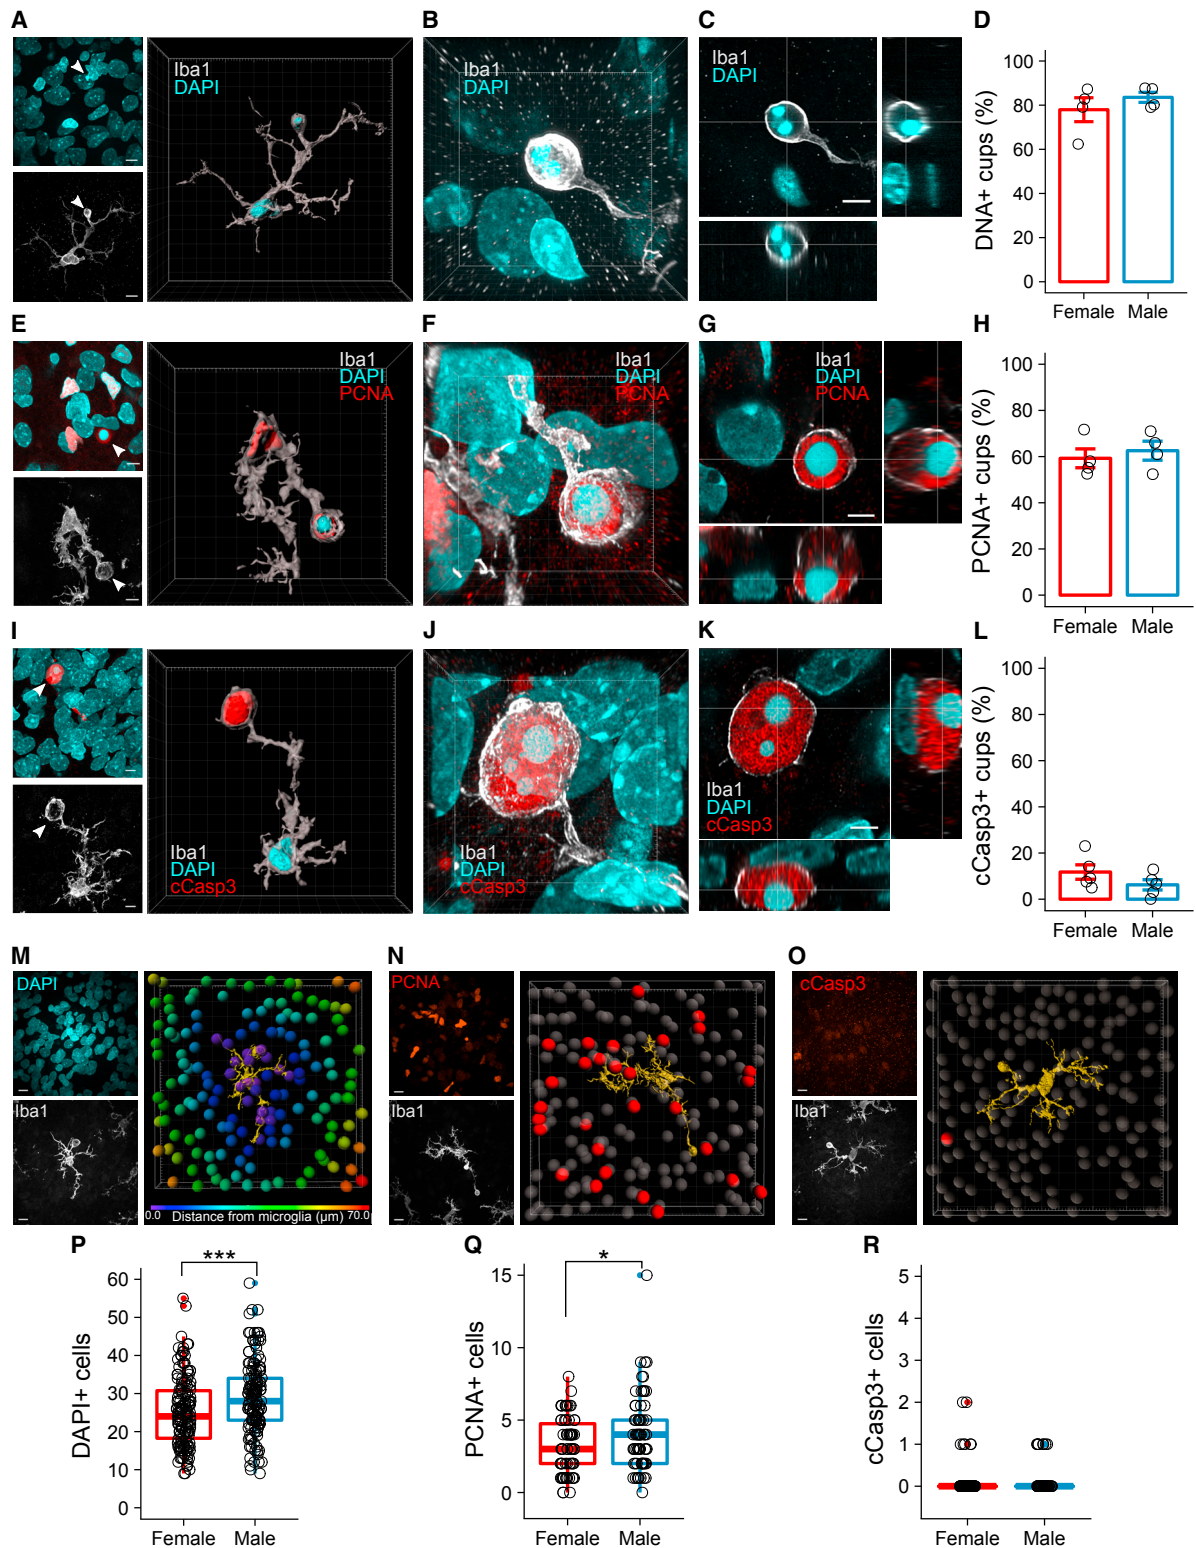 A
Iba1
DAPI
B
Iba1
DAPI
C
Iba1
DAPI
D
DNA+ cups (%)
100
80
60
40
20
0
Female Male
E
Iba1
DAPI
PCNA
F
Iba1
DAPI
PCNA
G
Iba1
DAPI
PCNA
H
PCNA+ cups (%)
100
80
60
40
20
0
Female Male
I
Iba1
DAPI
cCasp3
J
Iba1
DAPI
cCasp3
K
Iba1
DAPI
cCasp3
L
cCasp3+ cups (%)
100
80
60
40
20
0
Female Male
M
DAPI
Iba1
0.0 Distance from microglia (µm) 70.0
N
PCNA
Iba1
O
cCasp3
Iba1
P
DAPI+ cells
***
60
50
40
30
20
10
0
Female Male
Q
PCNA+ cells
*
15
10
5
0
Female Male
R
cCasp3+ cells
5
4
3
2
1
0
Female Male